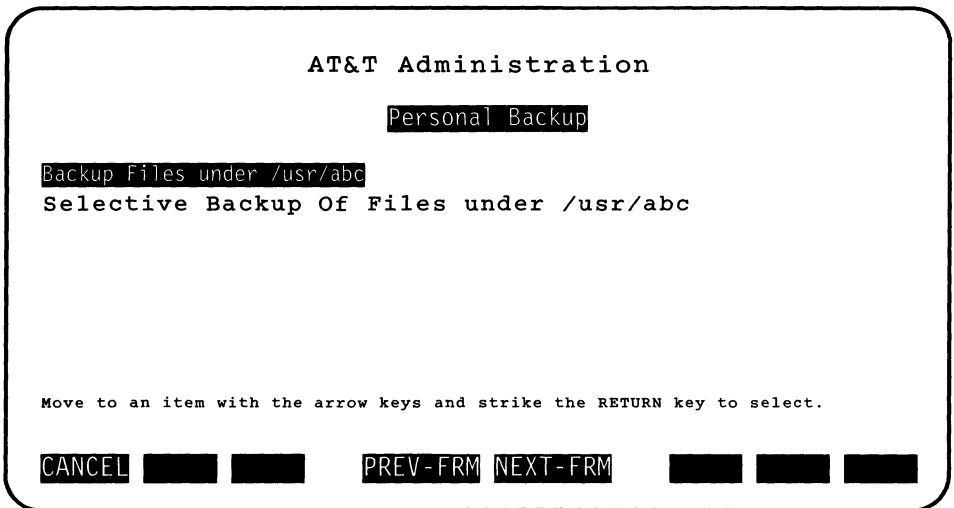 AT&T Administration
Personal Backup
Backup Files under /usr/abc
Selective Backup Of Files under /usr/abc
Move to an item with the arrow keys and strike the RETURN key to select.
CANCEL PREV-FRM NEXT-FRM